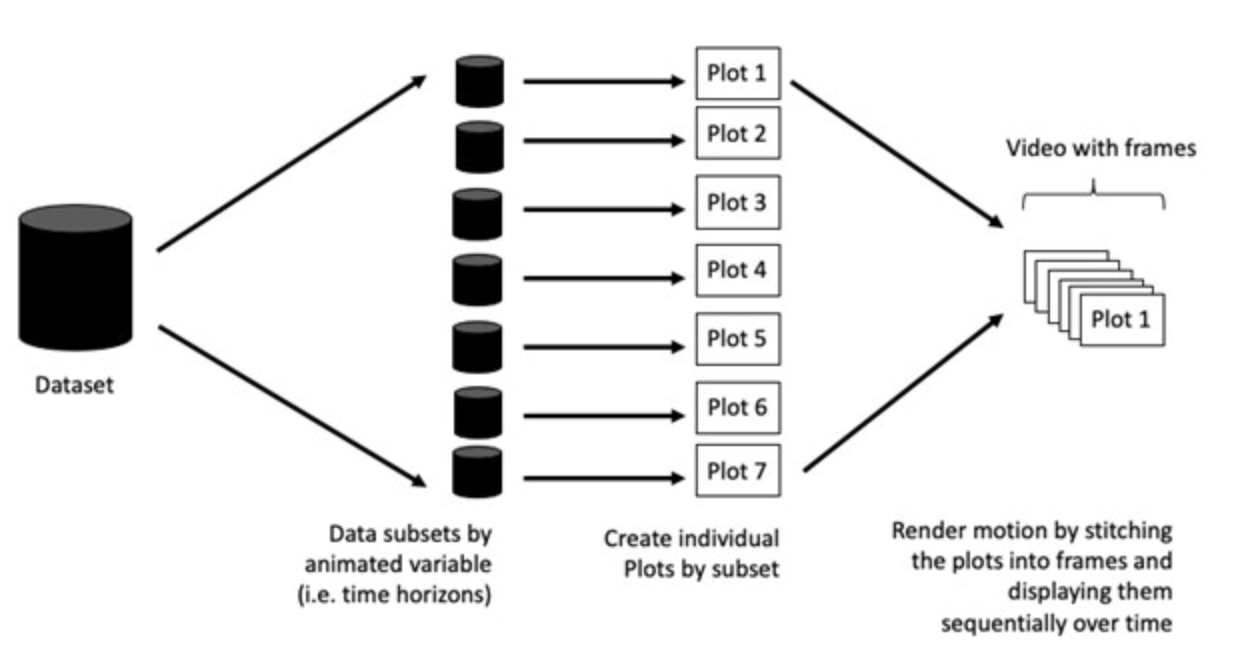 Dataset
Data subsets by
animated variable
(i.e. time horizons)
Plot 1
Plot 2
Plot 3
Plot 4
Plot 5
Plot 6
Plot 7
Create individual
Plots by subset
Video with frames
Plot 1
Render motion by stitching
the plots into frames and
displaying them
sequentially over time